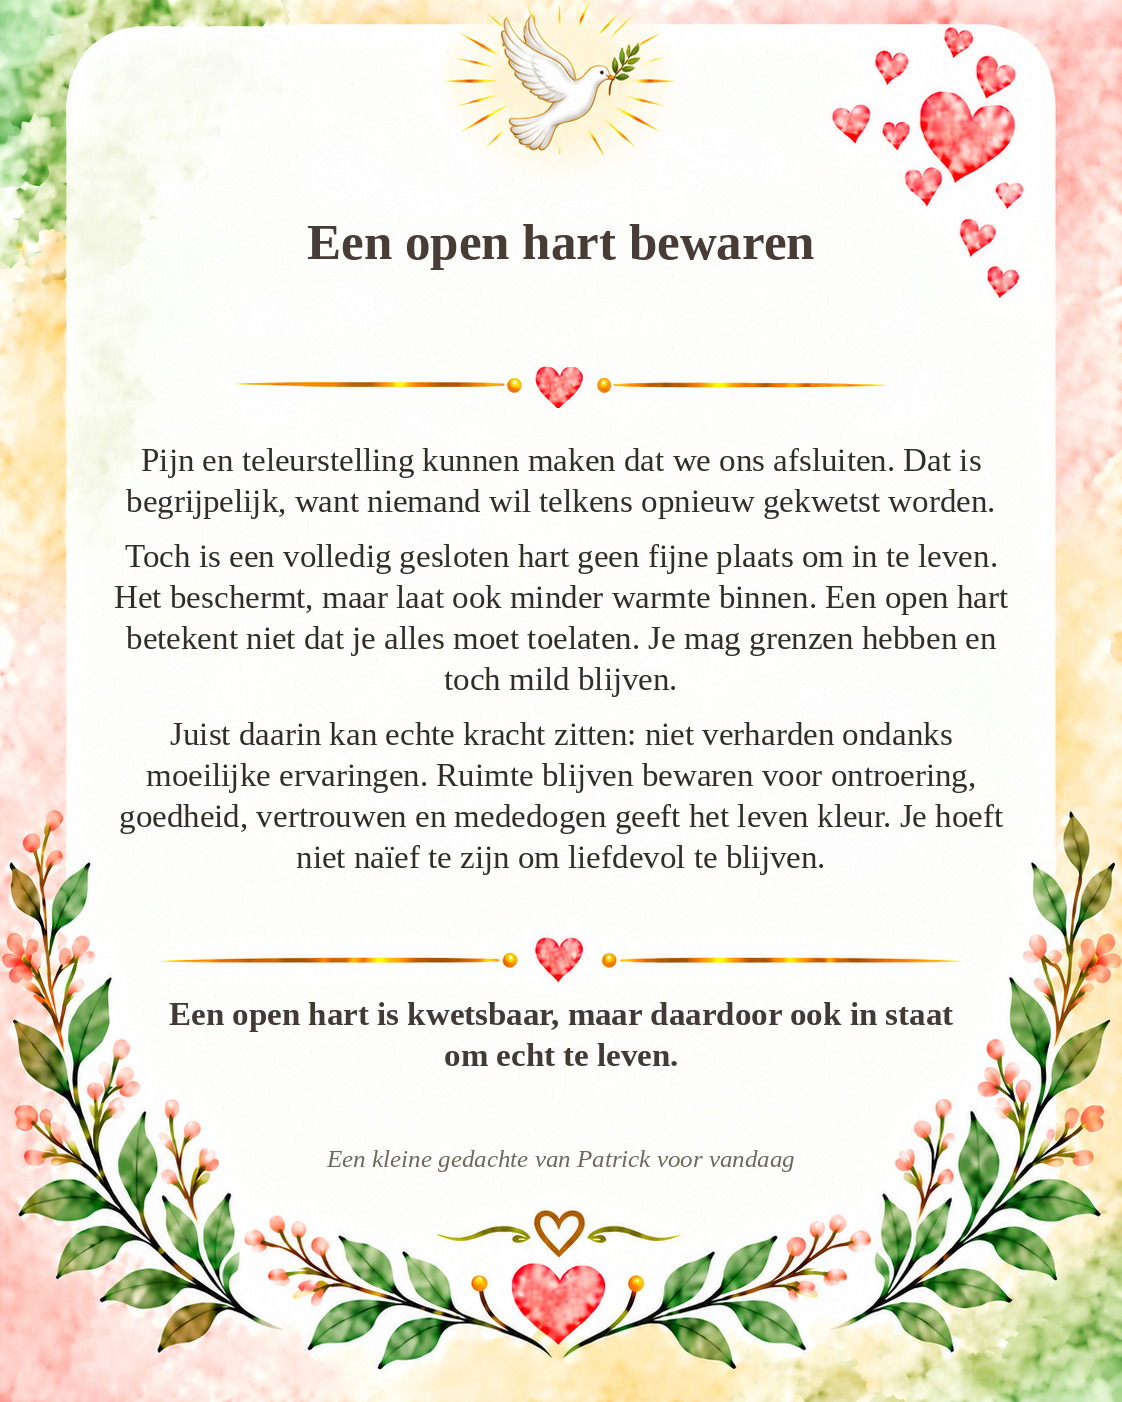 Een open hart bewaren
Pijn en teleurstelling kunnen maken dat we ons afsluiten. Dat is
begrijpelijk, want niemand wil telkens opnieuw gekwetst worden.
Toch is een volledig gesloten hart geen fijne plaats om in te leven.
Het beschermt, maar laat ook minder warmte binnen. Een open hart
betekent niet dat je alles moet toelaten. Je mag grenzen hebben en
toch mild blijven.
Juist daarin kan echte kracht zitten: niet verharden ondanks
moeilijke ervaringen. Ruimte blijven bewaren voor ontroering,
goedheid, vertrouwen en mededogen geeft het leven kleur. Je hoeft
niet naïef te zijn om liefdevol te blijven.
Een open hart is kwetsbaar, maar daardoor ook in staat
om echt te leven.
Een kleine gedachte van Patrick voor vandaag